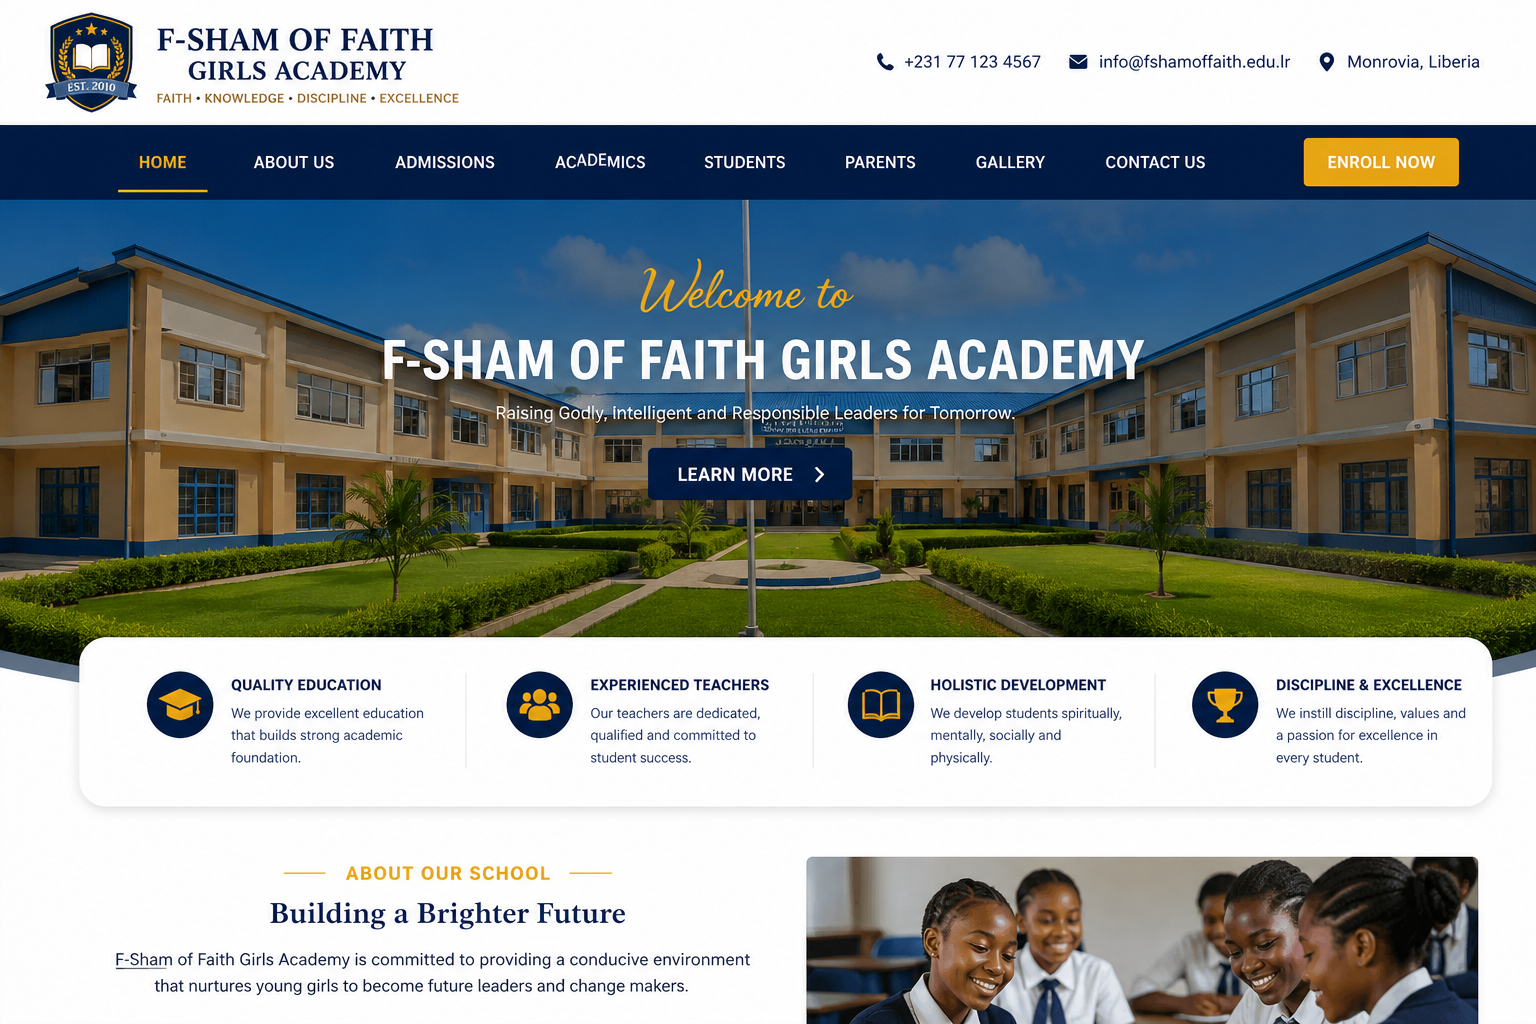 F-SHAM OF FAITH
GIRLS ACADEMY
FAITH • KNOWLEDGE • DISCIPLINE • EXCELLENCE
EST. 2010
+231 77 123 4567
info@fshamoffaith.edu.lr
Monrovia, Liberia
HOME
ABOUT US
ADMISSIONS
ACADEMICS
STUDENTS
PARENTS
GALLERY
CONTACT US
ENROLL NOW
Welcome to
F-SHAM OF FAITH GIRLS ACADEMY
Raising Godly, Intelligent and Responsible Leaders for Tomorrow.
LEARN MORE
QUALITY EDUCATION
We provide excellent education
that builds strong academic
foundation.
EXPERIENCED TEACHERS
Our teachers are dedicated,
qualified and committed to
student success.
HOLISTIC DEVELOPMENT
We develop students spiritually,
mentally, socially and
physically.
DISCIPLINE & EXCELLENCE
We instill discipline, values and
a passion for excellence in
every student.
ABOUT OUR SCHOOL
Building a Brighter Future
F-Sham of Faith Girls Academy is committed to providing a conducive environment
that nurtures young girls to become future leaders and change makers.